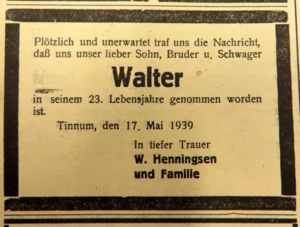 Plötzlich und unerwartet traf uns die Nachricht,
daß uns unser lieber Sohn, Bruder u. Schwager
Walter
in seinem 23. Lebensjahre genommen worden
ist.
Tinnum, den 17. Mai 1939
In tiefer Trauer
W. Henningsen
und Familie